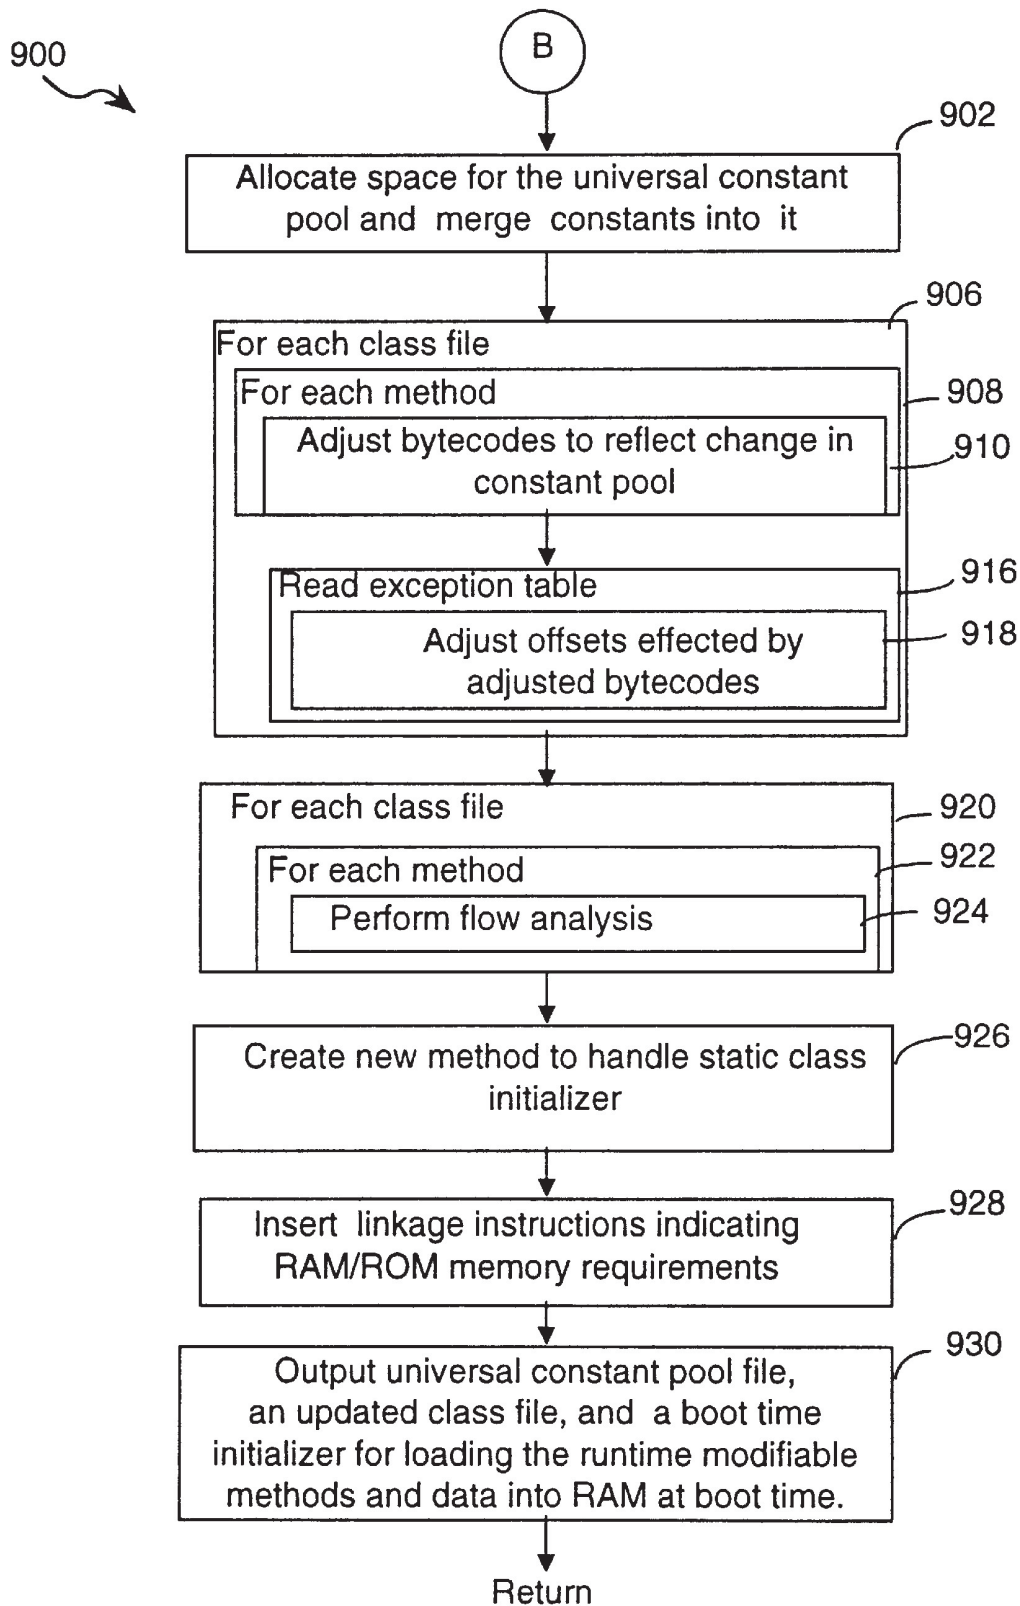 B
900
902
Allocate space for the universal constant
pool and merge constants into it
906
For each class file
For each method
908
Adjust bytecodes to reflect change in
constant pool
910
Read exception table
916
Adjust offsets effected by
adjusted bytecodes
918
For each class file
920
For each method
922
Perform flow analysis
924
Create new method to handle static class
initializer
926
Insert linkage instructions indicating
RAM/ROM memory requirements
928
Output universal constant pool file,
an updated class file, and a boot time
initializer for loading the runtime modifiable
methods and data into RAM at boot time.
930
Return